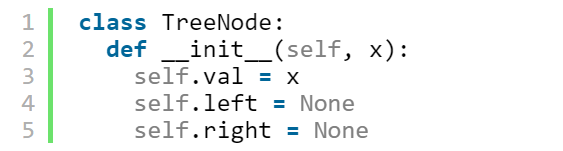 1 class TreeNode:
2   def __init__(self, x):
3     self.val = x
4     self.left = None
5     self.right = None